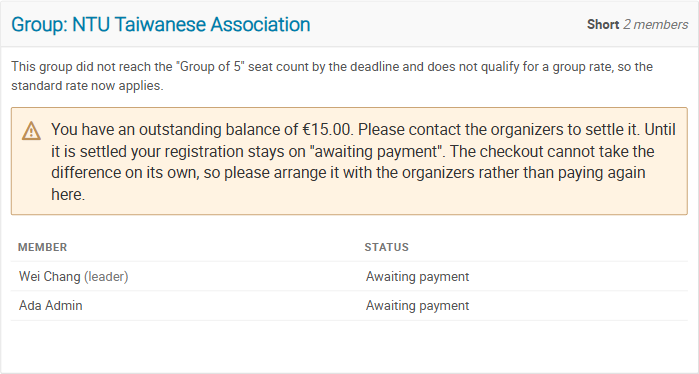 Group: NTU Taiwanese Association
Short 2 members
This group did not reach the "Group of 5" seat count by the deadline and does not qualify for a group rate, so the
standard rate now applies.
You have an outstanding balance of €15.00. Please contact the organizers to settle it. Until
it is settled your registration stays on "awaiting payment". The checkout cannot take the
difference on its own, so please arrange it with the organizers rather than paying again
here.
MEMBER STATUS
Wei Chang (leader) Awaiting payment
Ada Admin Awaiting payment